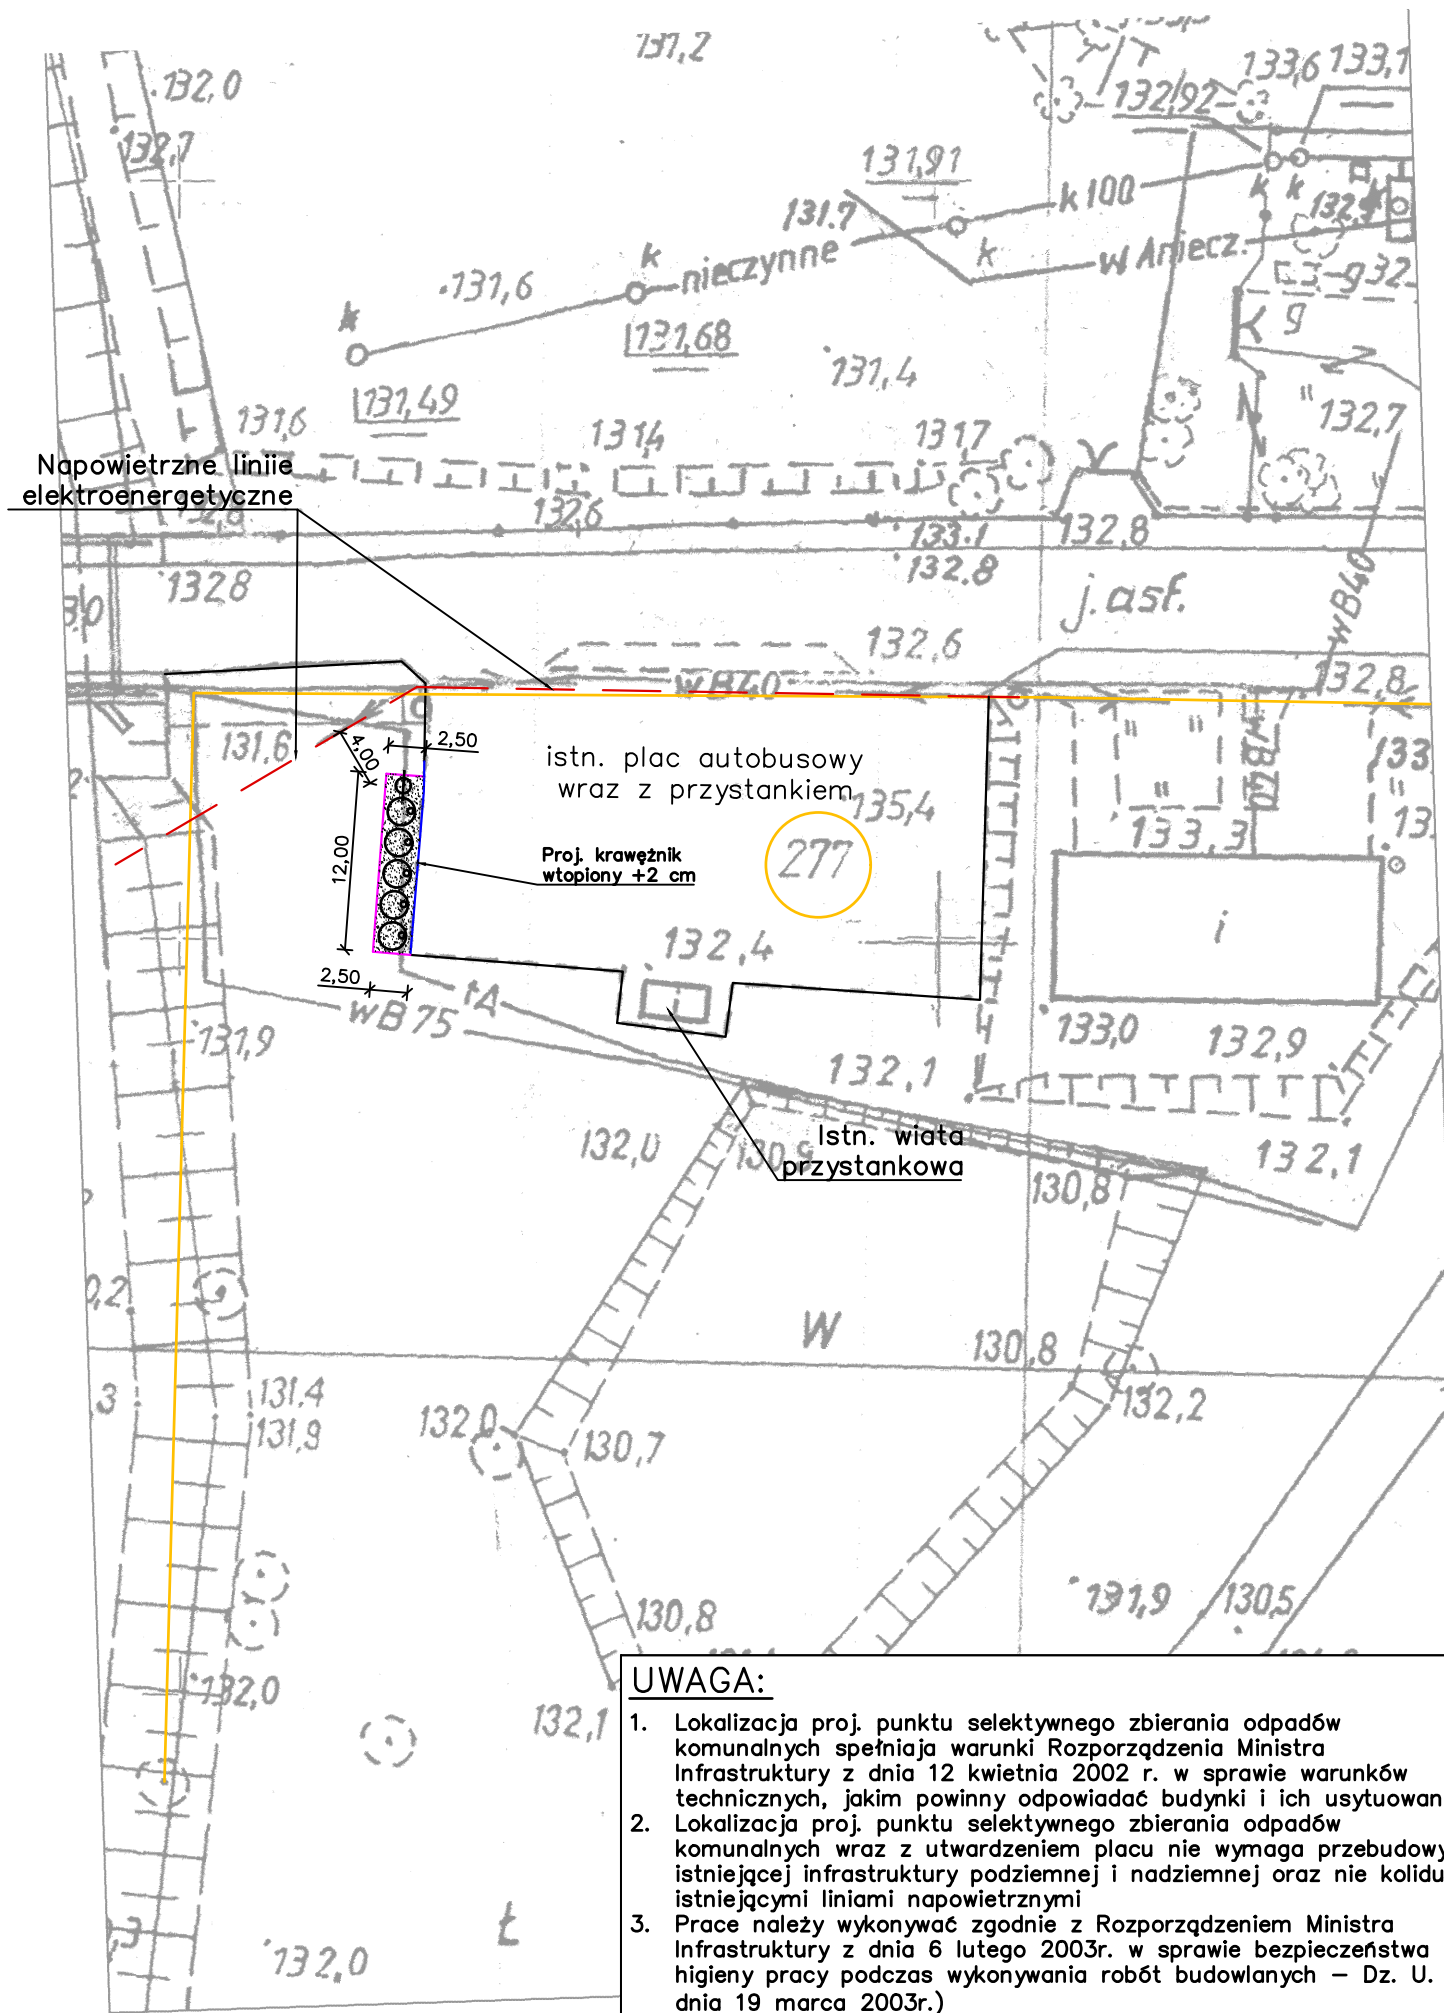 137,2
133,6 133,1
132,0
132/92
132,7
131,91
k 100
k k
131.7
k
k
w A niecz.
nieczynne
131,6
g
k
g
131,68
131,4
131,49
132,7
131,6
1314
1317
Napowietrzne liniie
elektroenergetyczne
132,6
133.1
132,8
132.8
1328
wB40
j. asf.
132,6
132,8
wB40
131,6
4,00
2,50
istn. plac autobusowy
wraz z przystankiem
135,4
wB40
133,3
12,00
Proj. krawężnik
wtopiony +2 cm
277
i
132,4
2,50
tA
i
wB75
131,9
133,0
132,9
132,1
Istn. wiata
przystankowa
132,0
130,9
132,1
130,8
W
130,8
131.4
131,9
132,0
130,7
132,2
131,9
130,5
130,8
132,0
132,1
UWAGA:
1. Lokalizacja proj. punktu selektywnego zbierania odpadów
komunalnych spełniaja warunki Rozporządzenia Ministra
Infrastruktury z dnia 12 kwietnia 2002 r. w sprawie warunków
technicznych, jakim powinny odpowiadać budynki i ich usytuowan
2. Lokalizacja proj. punktu selektywnego zbierania odpadów
komunalnych wraz z utwardzeniem placu nie wymaga przebudowy
istniejącej infrastruktury podziemnej i nadziemnej oraz nie kolidu
istniejącymi liniami napowietrznymi
3. Prace należy wykonywać zgodnie z Rozporządzeniem Ministra
Infrastruktury z dnia 6 lutego 2003r. w sprawie bezpieczeństwa
higieny pracy podczas wykonywania robót budowlanych – Dz. U.
dnia 19 marca 2003r.)
ł
132,0